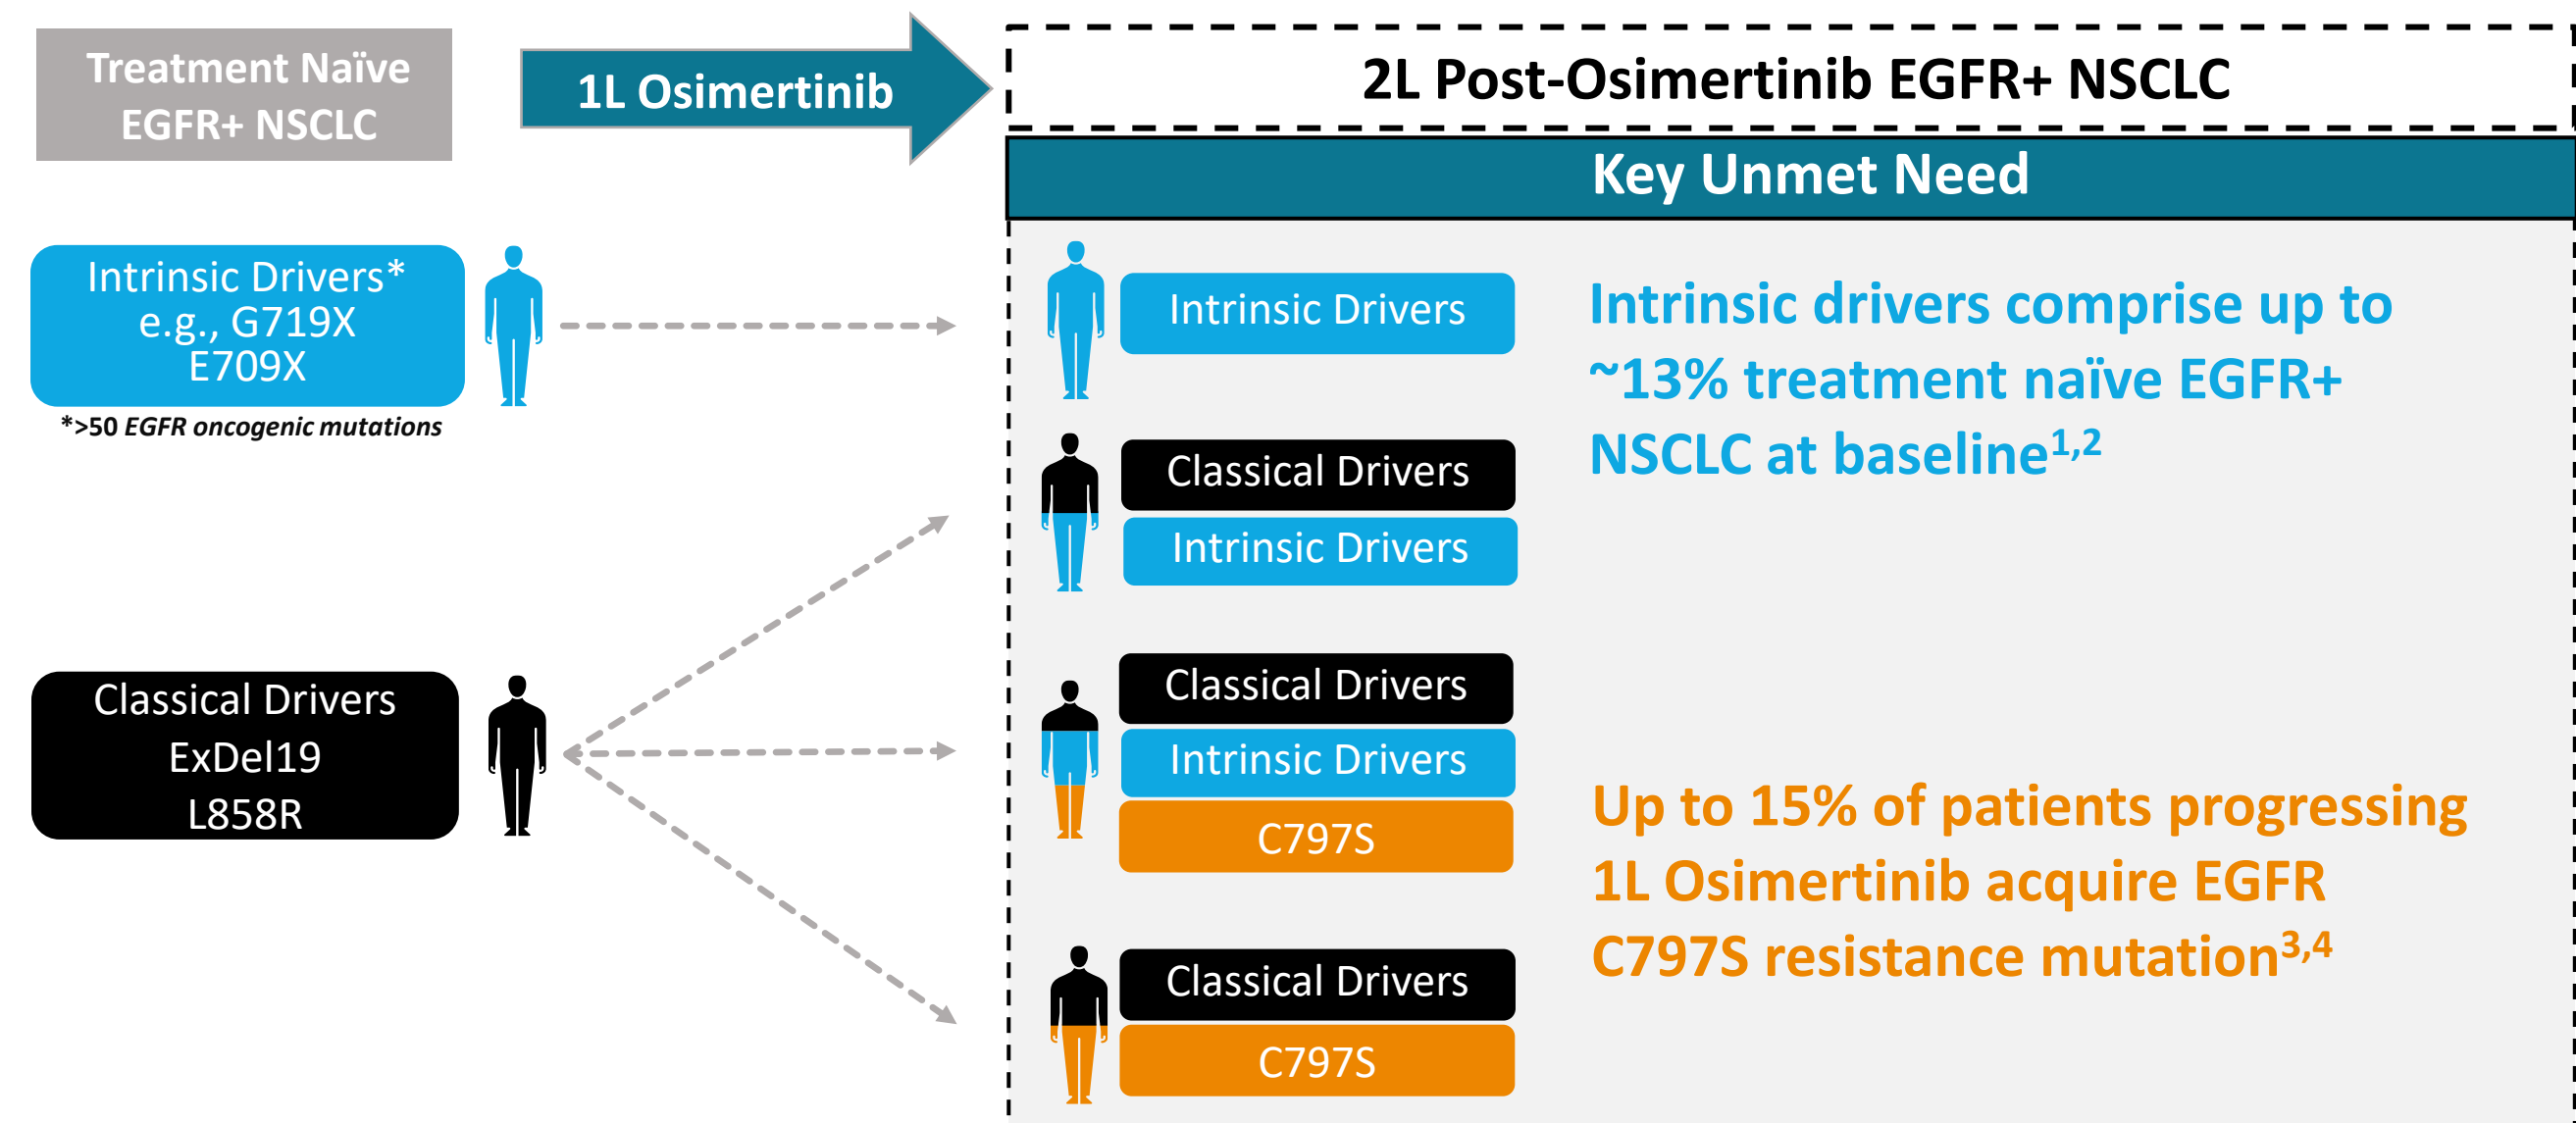 Treatment Naïve
EGFR+ NSCLC
1L Osimertinib
2L Post-Osimertinib EGFR+ NSCLC
Key Unmet Need
Intrinsic Drivers*
e.g., G719X
E709X
*>50 EGFR oncogenic mutations
Classical Drivers
ExDel19
L858R
Intrinsic Drivers
Classical Drivers
Intrinsic Drivers
Classical Drivers
Intrinsic Drivers
C797S
Classical Drivers
C797S
Intrinsic drivers comprise up to
~13% treatment naïve EGFR+
NSCLC at baseline1,2
Up to 15% of patients progressing
1L Osimertinib acquire EGFR
C797S resistance mutation3,4